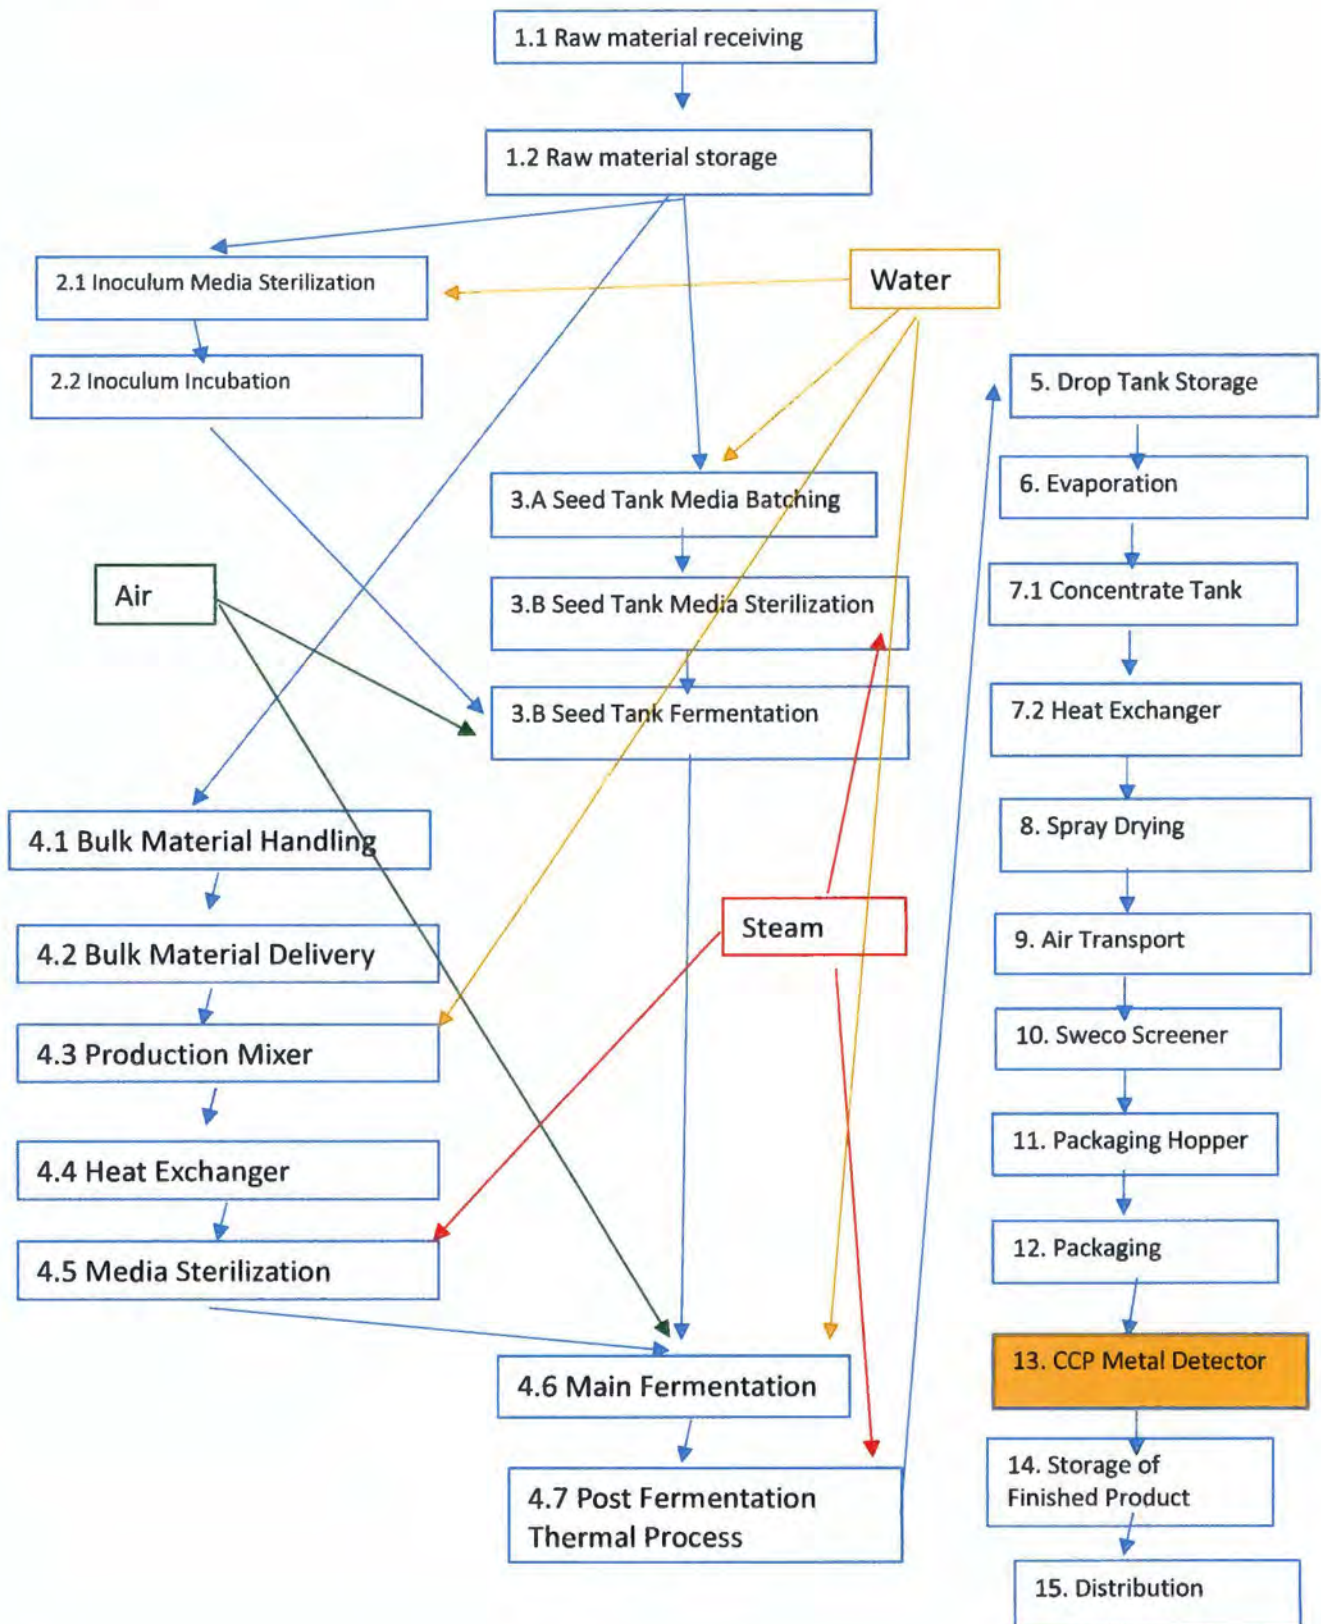 1.1 Raw material receiving
1.2 Raw material storage
2.1 Inoculum Media Sterilization
Water
2.2 Inoculum Incubation
5. Drop Tank Storage
3.A Seed Tank Media Batching
6. Evaporation
Air
3.B Seed Tank Media Sterilization
7.1 Concentrate Tank
3.B Seed Tank Fermentation
7.2 Heat Exchanger
4.1 Bulk Material Handling
8. Spray Drying
Steam
4.2 Bulk Material Delivery
9. Air Transport
4.3 Production Mixer
10. Sweco Screener
4.4 Heat Exchanger
11. Packaging Hopper
4.5 Media Sterilization
12. Packaging
4.6 Main Fermentation
13. CCP Metal Detector
4.7 Post Fermentation
Thermal Process
14. Storage of
Finished Product
15. Distribution